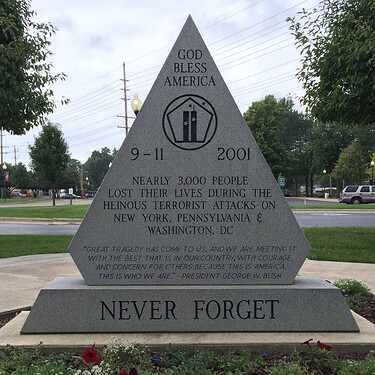 GOD
BLESS
AMERICA
9-11 2001
NEARLY 3,000 PEOPLE
LOST THEIR LIVES DURING THE
HEINOUS TERRORIST ATTACKS ON
NEW YORK, PENNSYLVANIA &
WASHINGTON, DC
"GREAT TRAGEDY HAS COME TO US, AND WE ARE MEETING IT
WITH THE BEST THAT IS IN OUR COUNTRY, WITH COURAGE
AND CONCERN FOR OTHERS BECAUSE THIS IS AMERICA.
THIS IS WHO WE ARE." -PRESIDENT GEORGE W. BUSH
NEVER FORGET